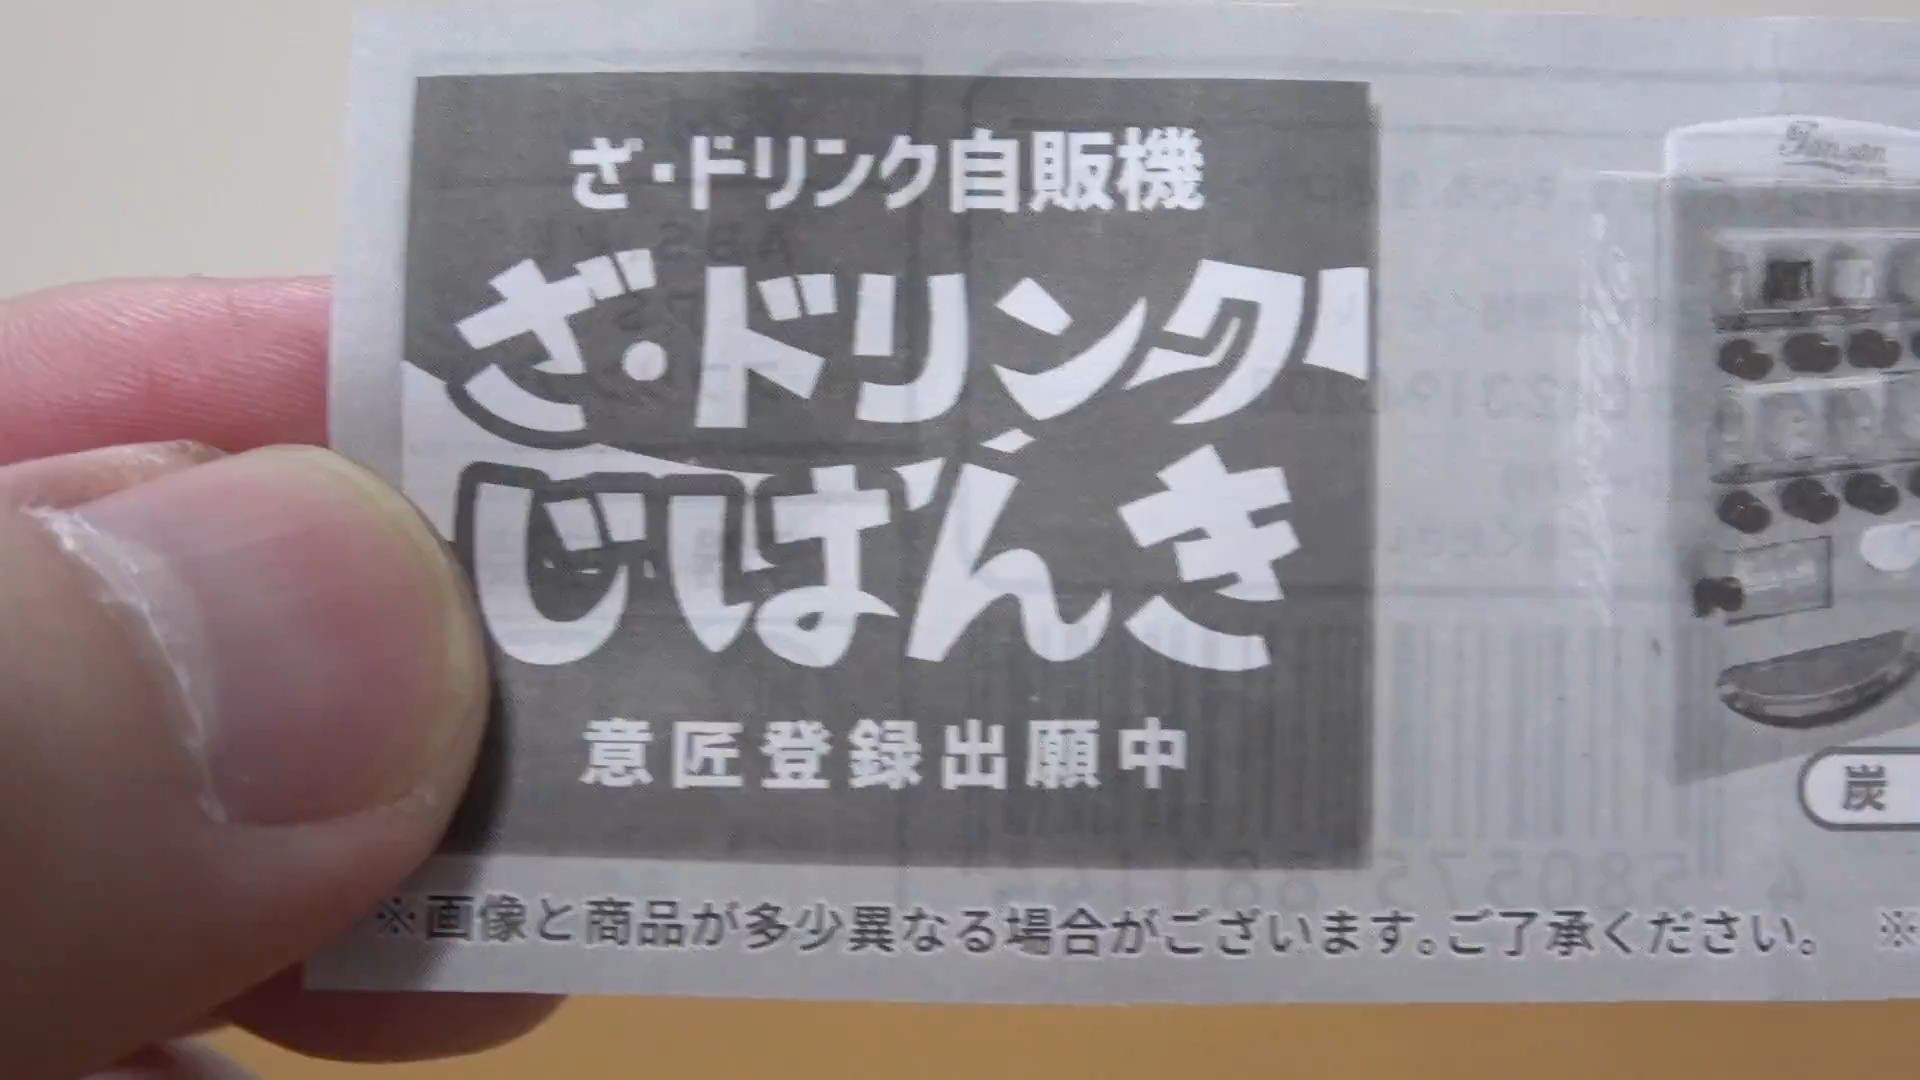 ざ・ドリンク自販機
ざ・ドリンク
じはんき
意匠登録出願中
※画像と商品が多少異なる場合がございます。ご了承ください。 ※
炭